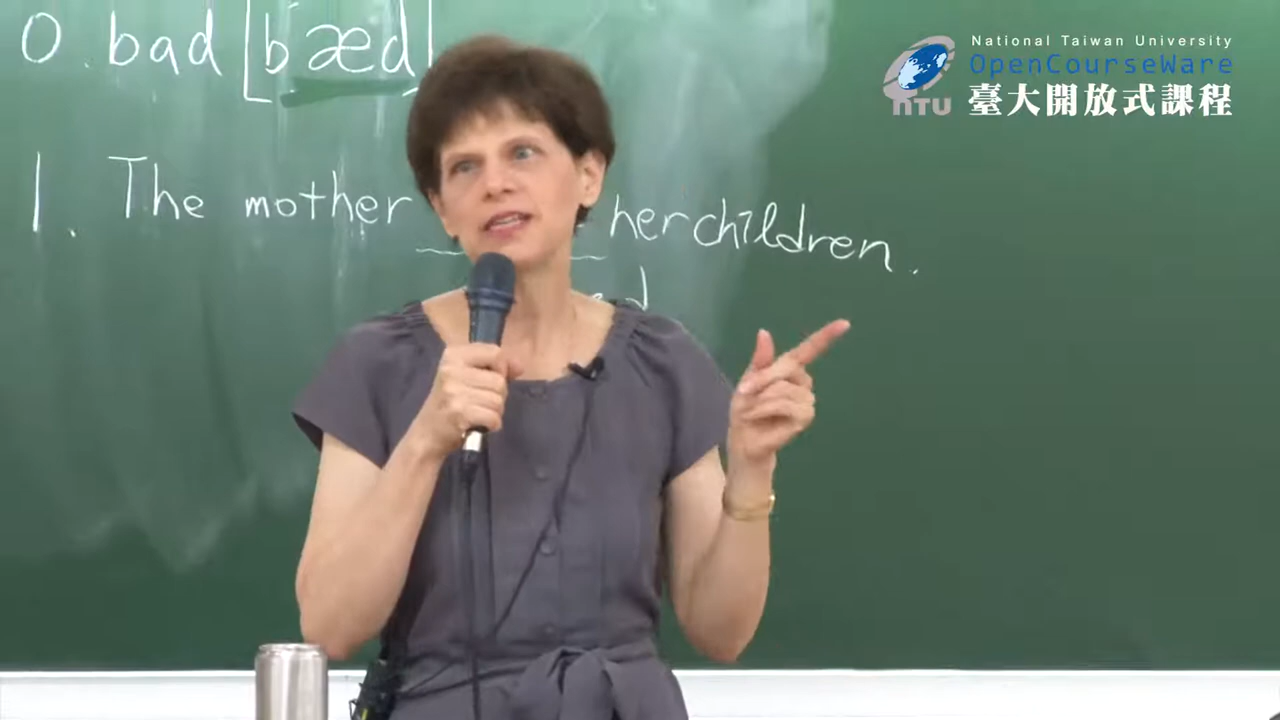 National Taiwan University
OpenCourseWare
NTU 臺大開放式課程
0. bad [bæd]
1. The mother her children.
ed